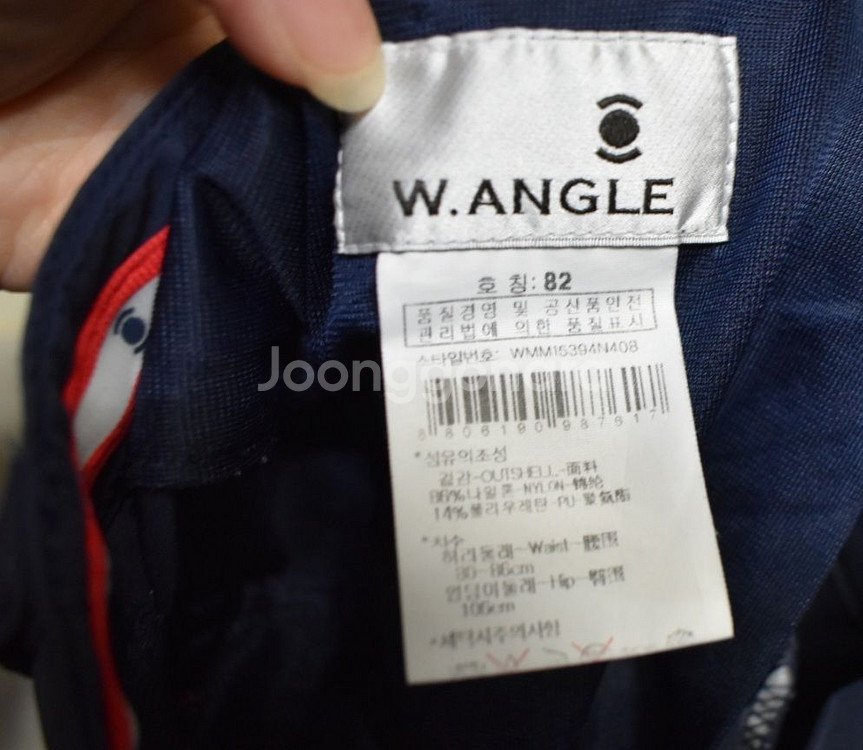 W.ANGLE
호 칭: 82
품질경영 및 공산품안전
관리법에 의한 품질표시
스타일번호: WMM15394N408
Joongg
8 806190 987617
*섬유의조성
겉감-OUTSHELL-面料
86%나일론-NYLON-锦纶
14%폴리우레탄-PU-聚氨酯
*치수
허리둘레-Waist-腰围
80-86cm
엉덩이둘레-Hip-臀围
106cm
*세탁시주의사항